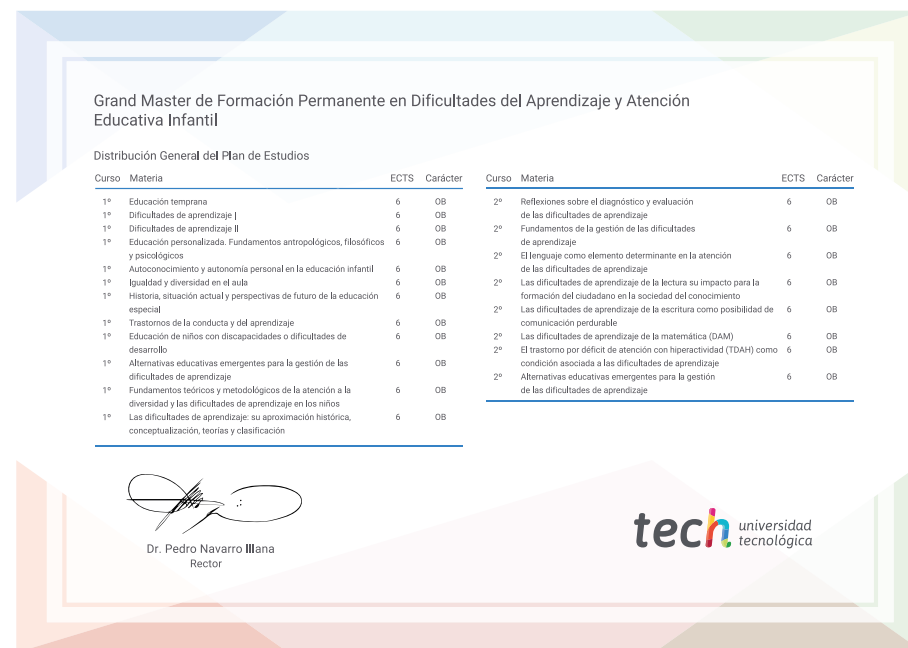 Grand Master de Formación Permanente en Dificultades del Aprendizaje y Atención
Educativa Infantil
Distribución General del Plan de Estudios
Curso Materia ECTS Carácter
1º Educación temprana 6 OB
1º Dificultades de aprendizaje I 6 OB
1º Dificultades de aprendizaje II 6 OB
1º Educación personalizada. Fundamentos antropológicos, filosóficos 6 OB
y psicológicos
1º Autoconocimiento y autonomía personal en la educación infantil 6 OB
1º Igualdad y diversidad en el aula 6 OB
1º Historia, situación actual y perspectivas de futuro de la educación 6 OB
especial
1º Trastornos de la conducta y del aprendizaje 6 OB
1º Educación de niños con discapacidades o dificultades de 6 OB
desarrollo
1º Alternativas educativas emergentes para la gestión de las 6 OB
dificultades de aprendizaje
1º Fundamentos teóricos y metodológicos de la atención a la 6 OB
diversidad y las dificultades de aprendizaje en los niños
1º Las dificultades de aprendizaje: su aproximación histórica, 6 OB
conceptualización, teorías y clasificación
Curso Materia ECTS Carácter
2º Reflexiones sobre el diagnóstico y evaluación 6 OB
de las dificultades de aprendizaje
2º Fundamentos de la gestión de las dificultades 6 OB
de aprendizaje
2º El lenguaje como elemento determinante en la atención 6 OB
de las dificultades de aprendizaje
2º Las dificultades de aprendizaje de la lectura su impacto para la 6 OB
formación del ciudadano en la sociedad del conocimiento
2º Las dificultades de aprendizaje de la escritura como posibilidad de 6 OB
comunicación perdurable
2º Las dificultades de aprendizaje de la matemática (DAM) 6 OB
2º El trastorno por déficit de atención con hiperactividad (TDAH) como 6 OB
condición asociada a las dificultades de aprendizaje
2º Alternativas educativas emergentes para la gestión 6 OB
de las dificultades de aprendizaje
Dr. Pedro Navarro Illana
Rector
tech universidad
tecnológica